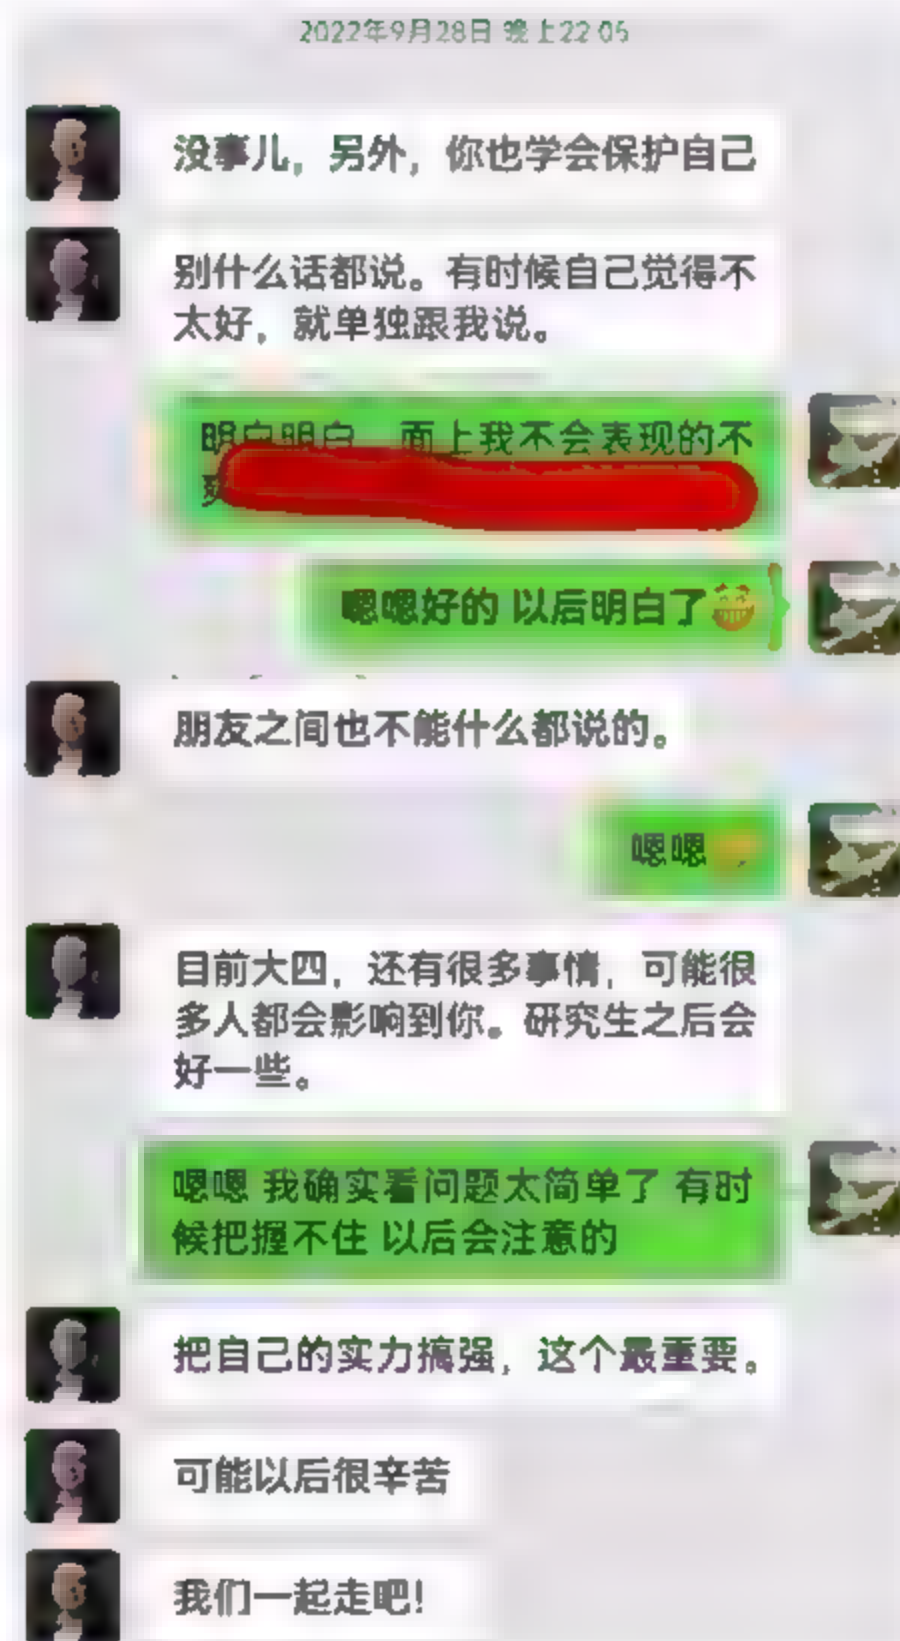 2022年9月28日 晚上22:05
没事儿，另外，你也学会保护自己
别什么话都说。有时候自己觉得不
太好，就单独跟我说。
明白明白 面上我不会表现的不
爽
嗯嗯好的 以后明白了😁
朋友之间也不能什么都说的。
嗯嗯
目前大四，还有很多事情，可能很
多人都会影响到你。研究生之后会
好一些。
嗯嗯 我确实看问题太简单了 有时
候把握不住 以后会注意的
把自己的实力搞强，这个最重要。
可能以后很辛苦
我们一起走吧！